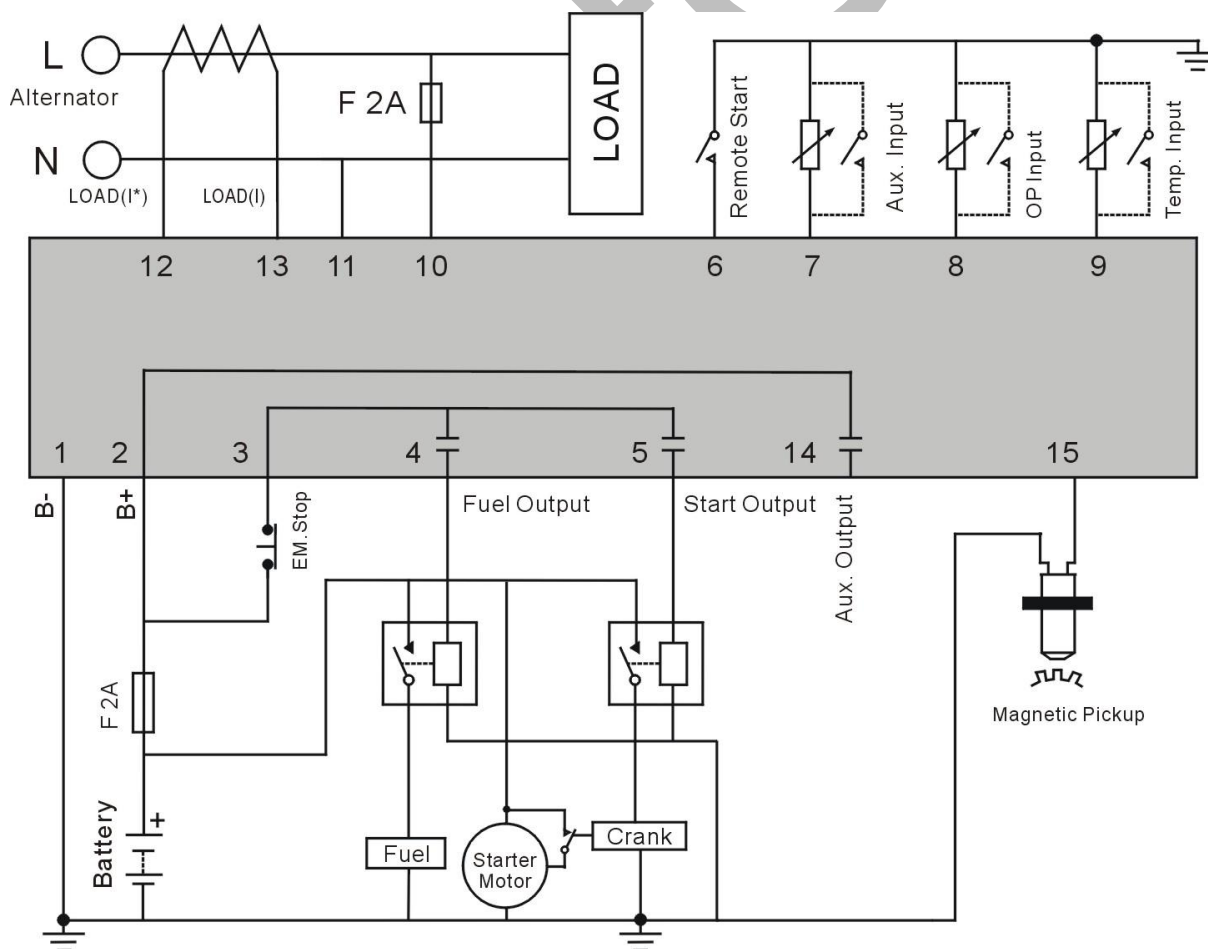 L
Alternator
N
LOAD(I*)
LOAD(I)
F 2A
LOAD
Remote Start
Aux. Input
OP Input
Temp. Input
12
13
11
10
6
7
8
9
1
2
3
4
5
14
15
B-
B+
EM.Stop
Fuel Output
Start Output
Aux. Output
F 2A
Magnetic Pickup
Battery
+
Fuel
Starter
Motor
Crank